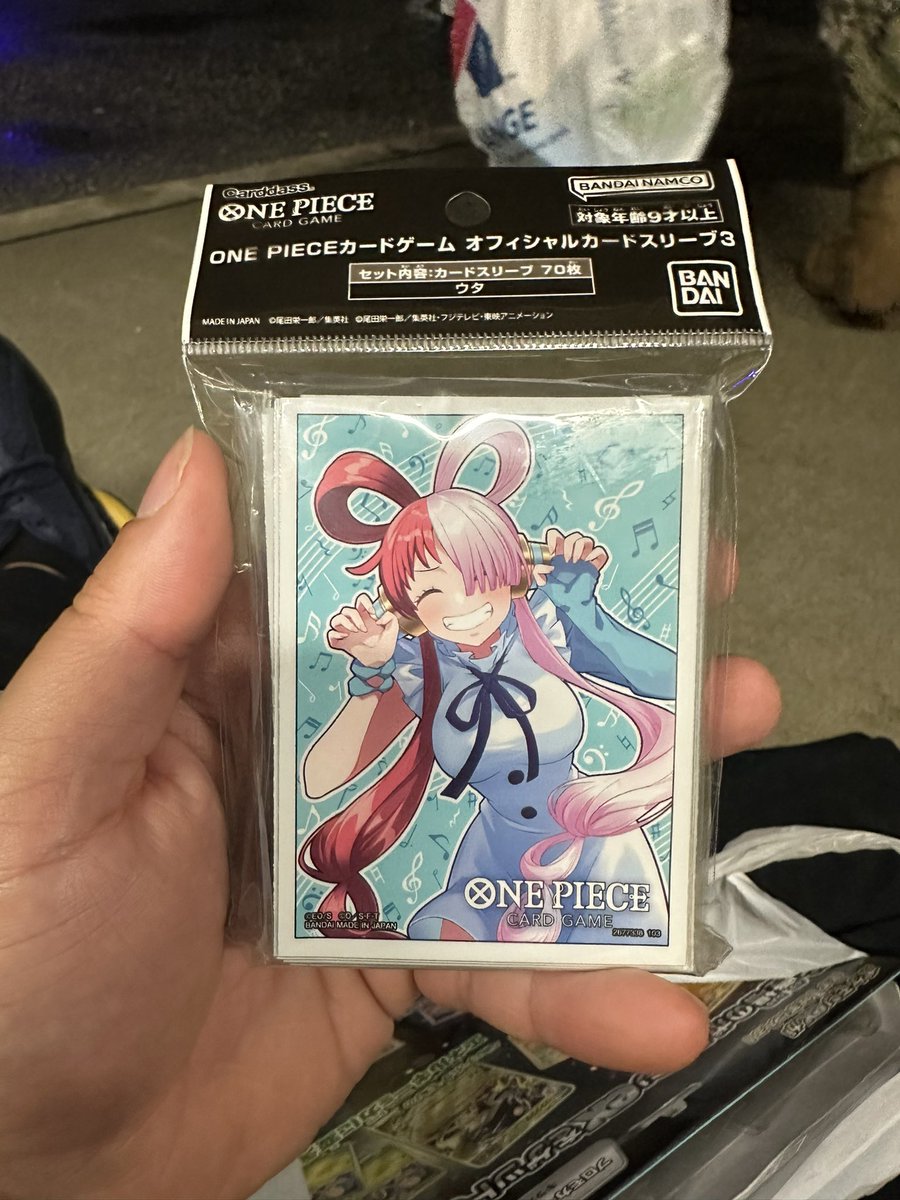 NGE
Carddass
BANDAI NAMCO
ONE PIECE
CARD GAME
対象年齢9才以上
ONE PIECEカードゲーム オフィシャルカードスリーブ3
セット内容:カードスリーブ 70枚
ウタ
BAN
DAI
MADE IN JAPAN ©尾田栄一郎/集英社 ©尾田栄一郎/集英社・フジテレビ・東映アニメーション
ONE PIECE
CARD GAME
©E.O/S ©O/S・F・T
BANDAI MADE IN JAPAN
2677338 103